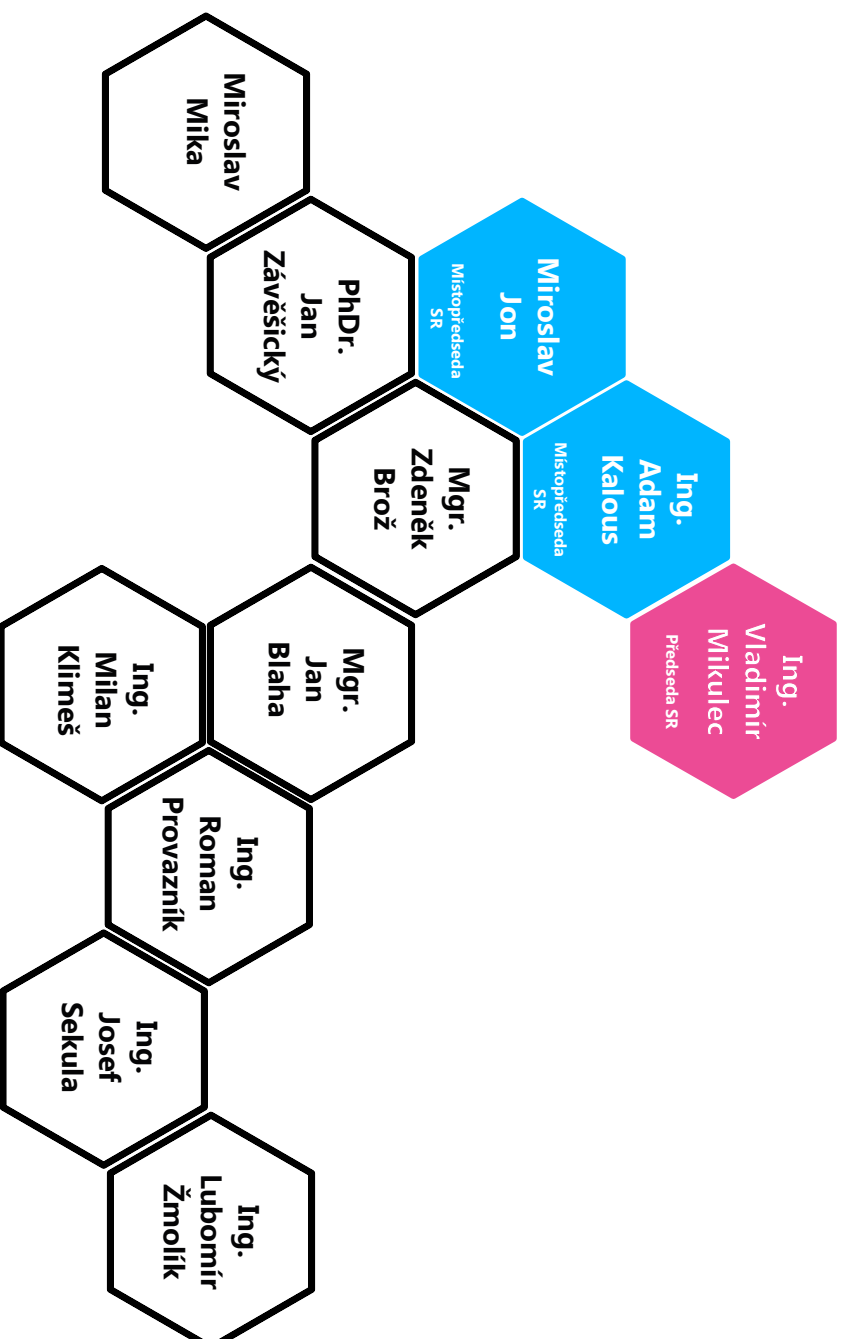 Ing.
Vladimír
Mikulec
Předseda SR
Ing.
Adam
Kalous
Místopředseda
SR
Miroslav
Jon
Místopředseda
SR
Mgr.
Zdeněk
Brož
PhDr.
Jan
Závěšický
Mgr.
Jan
Blaha
Miroslav
Mika
Ing.
Roman
Provazník
Ing.
Lubomír
Žmolík
Ing.
Milan
Klimeš
Ing.
Josef
Sekula